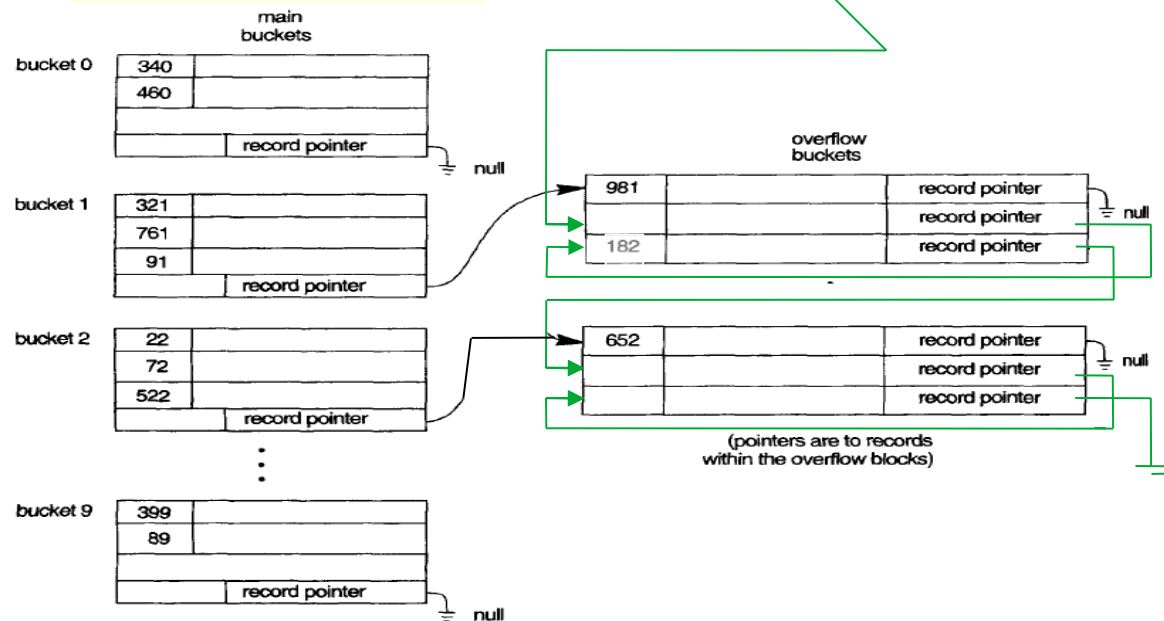 main
buckets
bucket 0
340
460
record pointer
null
bucket 1
321
761
91
record pointer
bucket 2
22
72
522
record pointer
bucket 9
399
89
record pointer
null
overflow
buckets
981 record pointer
null
record pointer
182 record pointer
652 record pointer
null
record pointer
record pointer
(pointers are to records
within the overflow blocks)